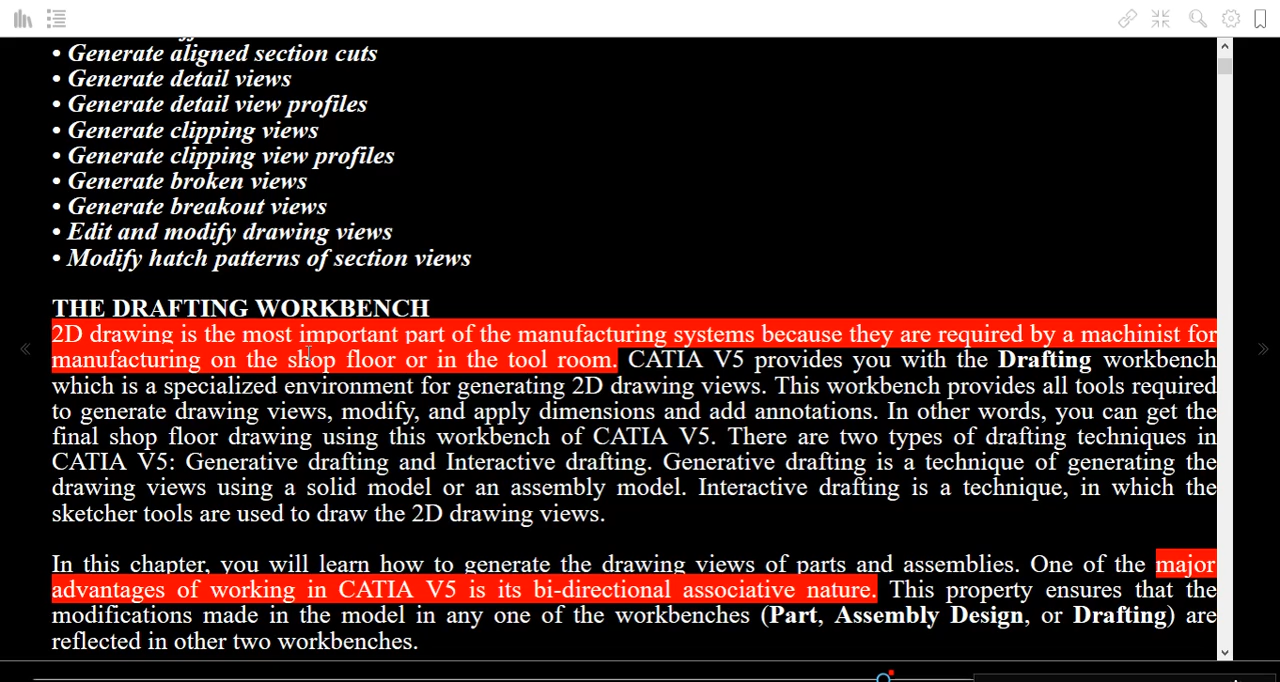 • Generate aligned section cuts
• Generate detail views
• Generate detail view profiles
• Generate clipping views
• Generate clipping view profiles
• Generate broken views
• Generate breakout views
• Edit and modify drawing views
• Modify hatch patterns of section views
THE DRAFTING WORKBENCH
2D drawing is the most important part of the manufacturing systems because they are required by a machinist for
manufacturing on the shop floor or in the tool room. CATIA V5 provides you with the Drafting workbench
which is a specialized environment for generating 2D drawing views. This workbench provides all tools required
to generate drawing views, modify, and apply dimensions and add annotations. In other words, you can get the
final shop floor drawing using this workbench of CATIA V5. There are two types of drafting techniques in
CATIA V5: Generative drafting and Interactive drafting. Generative drafting is a technique of generating the
drawing views using a solid model or an assembly model. Interactive drafting is a technique, in which the
sketcher tools are used to draw the 2D drawing views.
In this chapter, you will learn how to generate the drawing views of parts and assemblies. One of the major
advantages of working in CATIA V5 is its bi-directional associative nature. This property ensures that the
modifications made in the model in any one of the workbenches (Part, Assembly Design, or Drafting) are
reflected in other two workbenches.